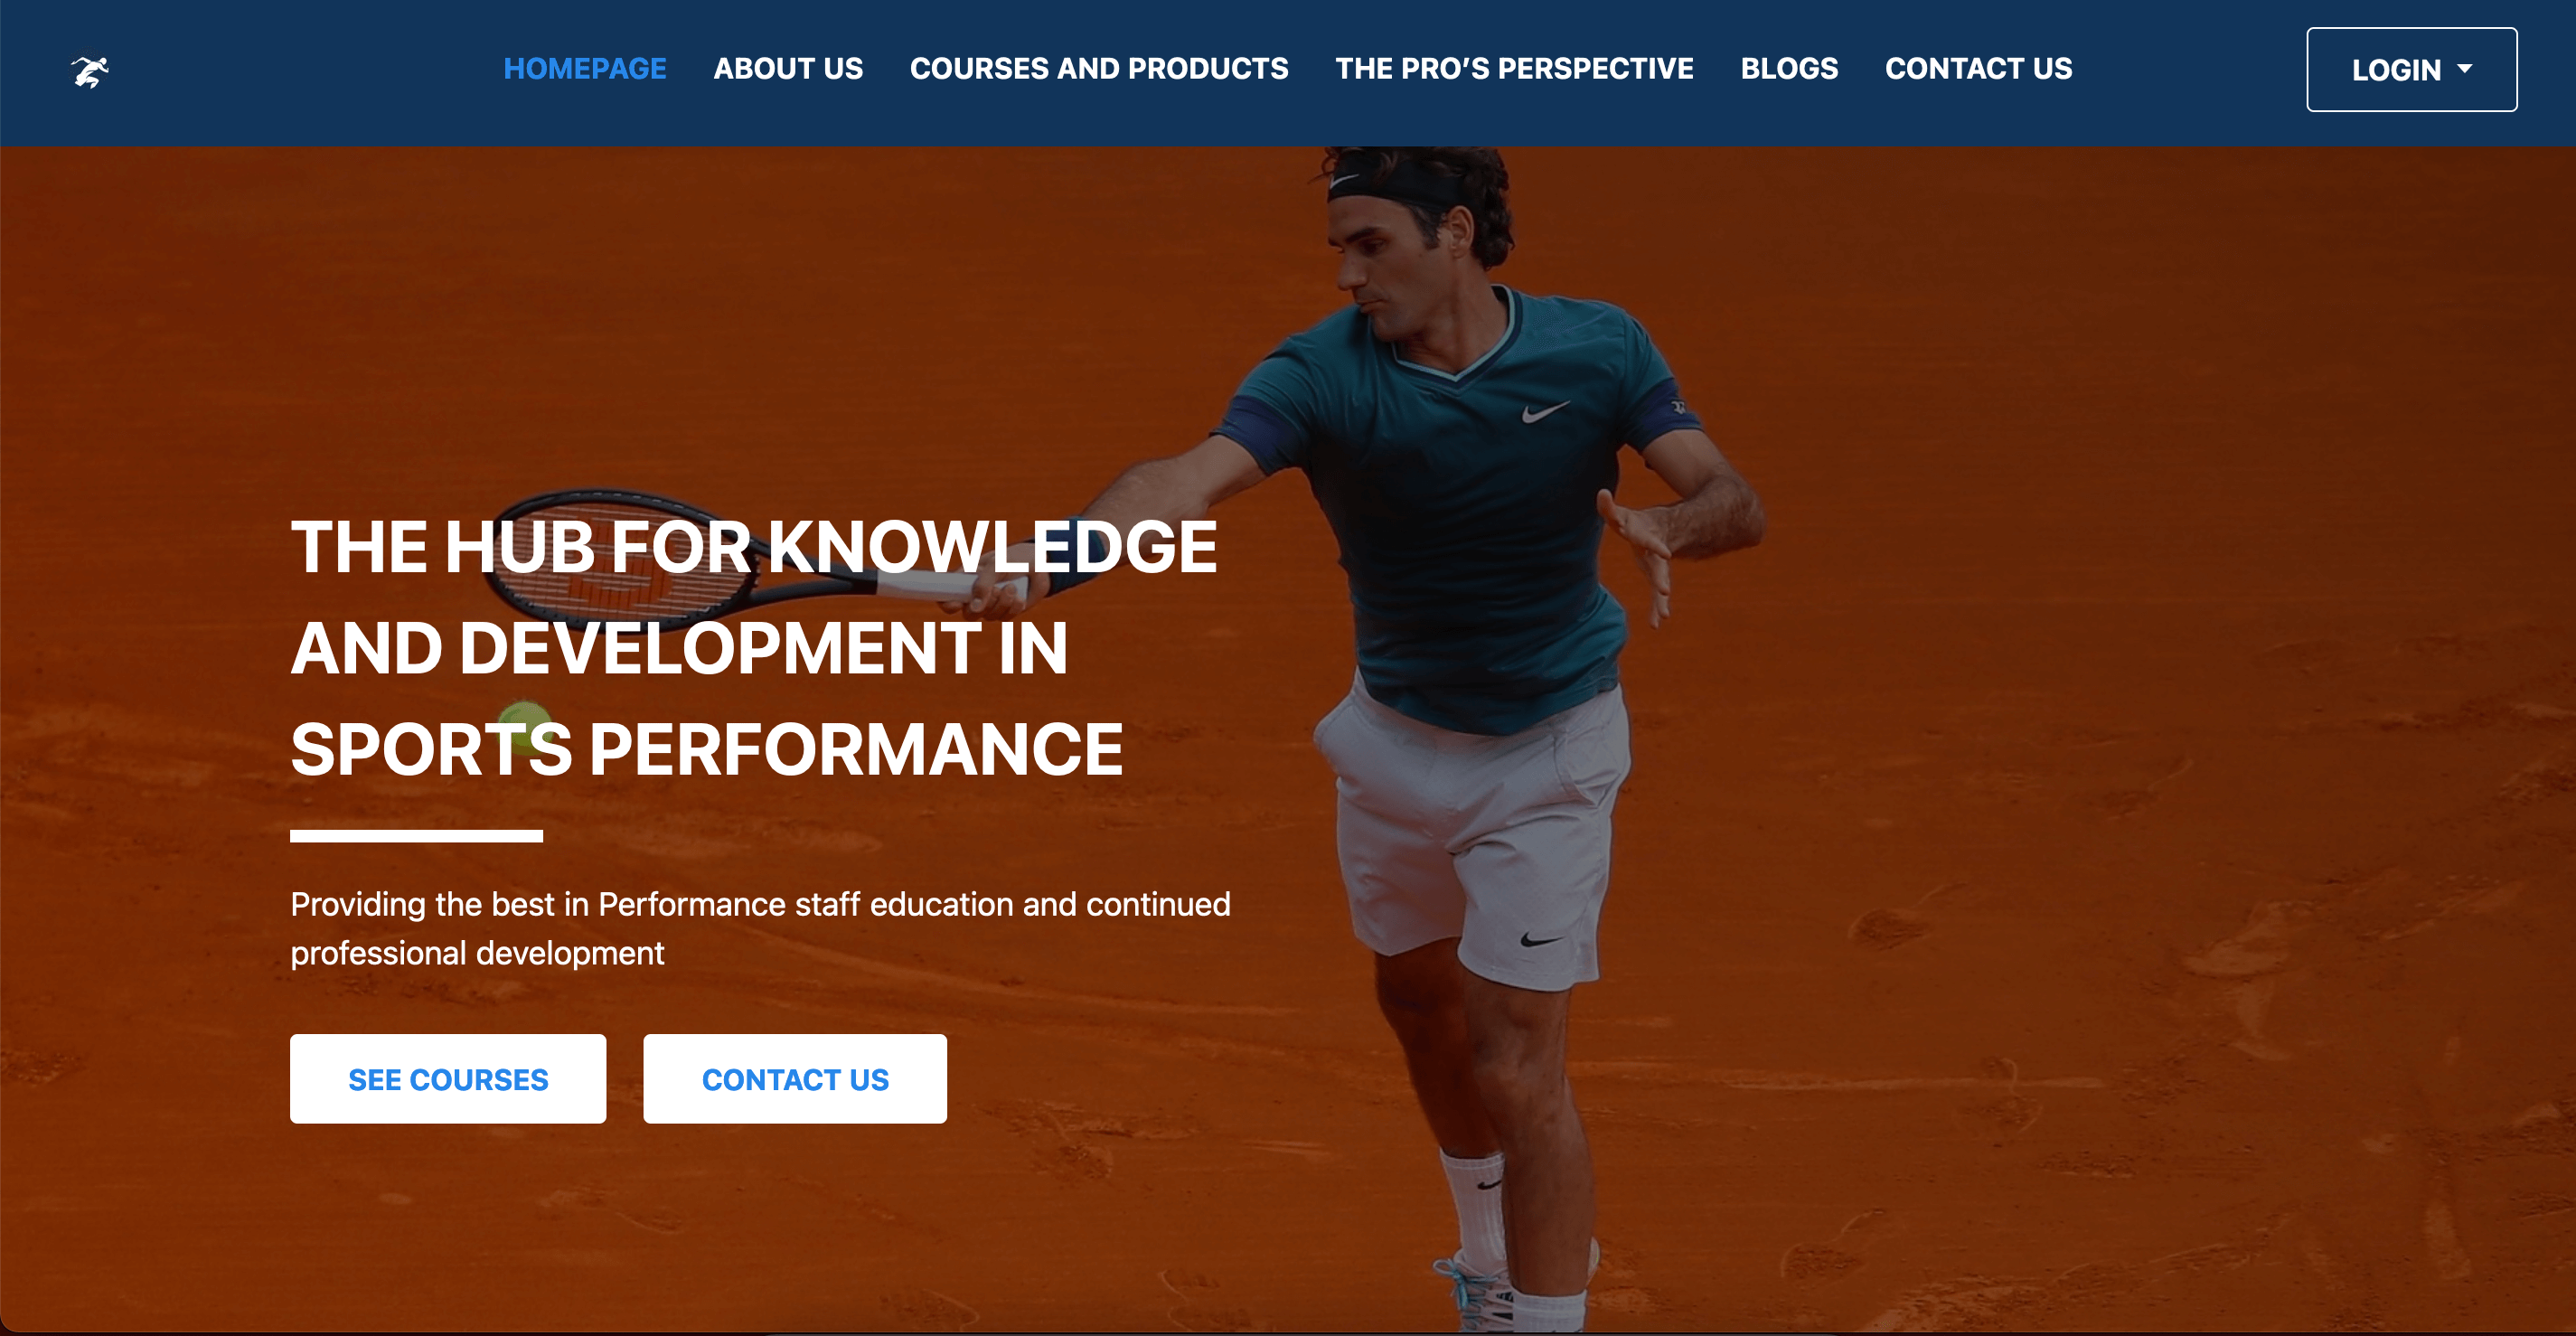 HOMEPAGE ABOUT US COURSES AND PRODUCTS THE PRO’S PERSPECTIVE BLOGS CONTACT US LOGIN
THE HUB FOR KNOWLEDGE
AND DEVELOPMENT IN
SPORTS PERFORMANCE
Providing the best in Performance staff education and continued
professional development
SEE COURSES CONTACT US